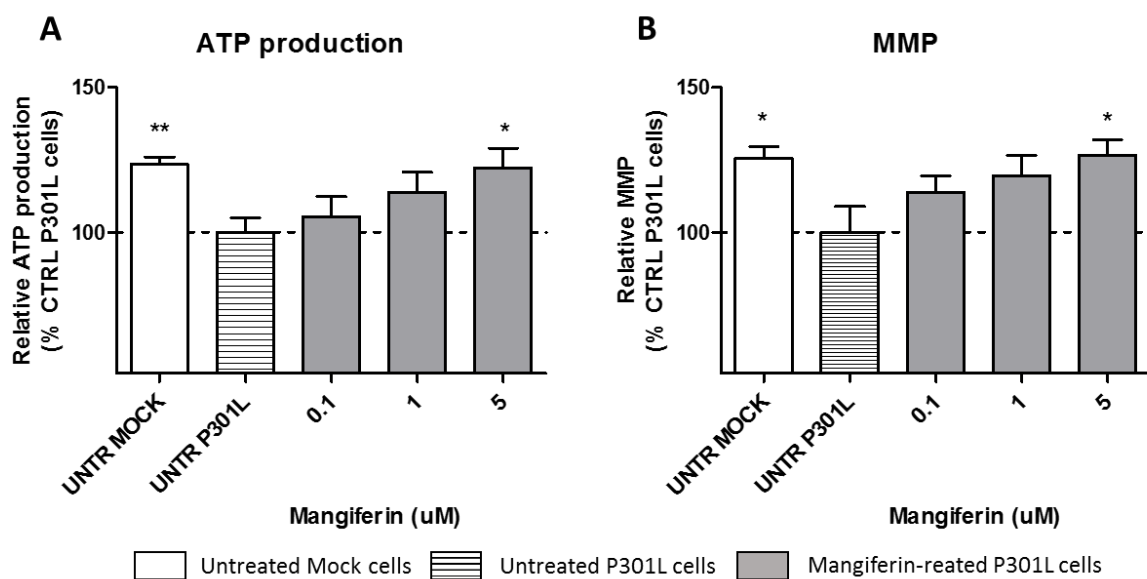 A
ATP production
Relative ATP production
(% CTRL P301L cells)
150
100
**
*
UNTR MOCK
UNTR P301L
0.1
1
5
Mangiferin (uM)
B
MMP
Relative MMP
(% CTRL P301L cells)
150
100
*
*
UNTR MOCK
UNTR P301L
0.1
1
5
Mangiferin (uM)
Untreated Mock cells
Untreated P301L cells
Mangiferin-reated P301L cells